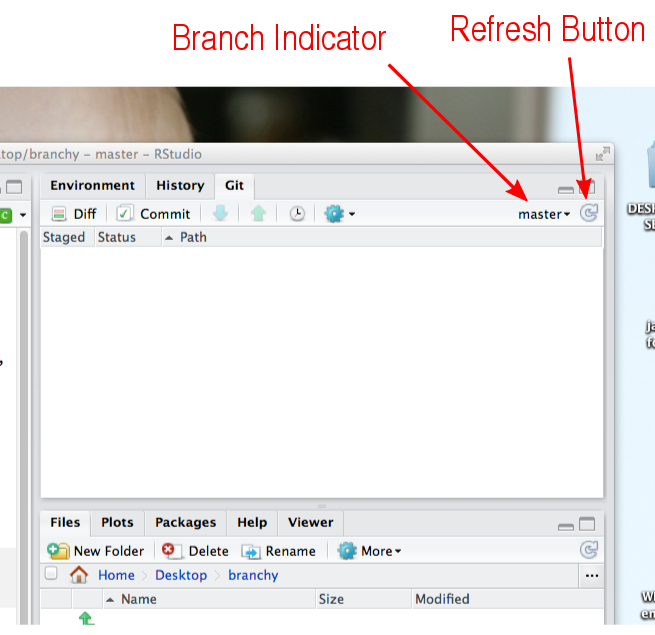 Branch Indicator
Refresh Button
top/branchy – master – RStudio
Environment History Git
C
Diff Commit master
Staged Status Path
Files Plots Packages Help Viewer
New Folder Delete Rename More
Home Desktop branchy ...
Name Size Modified